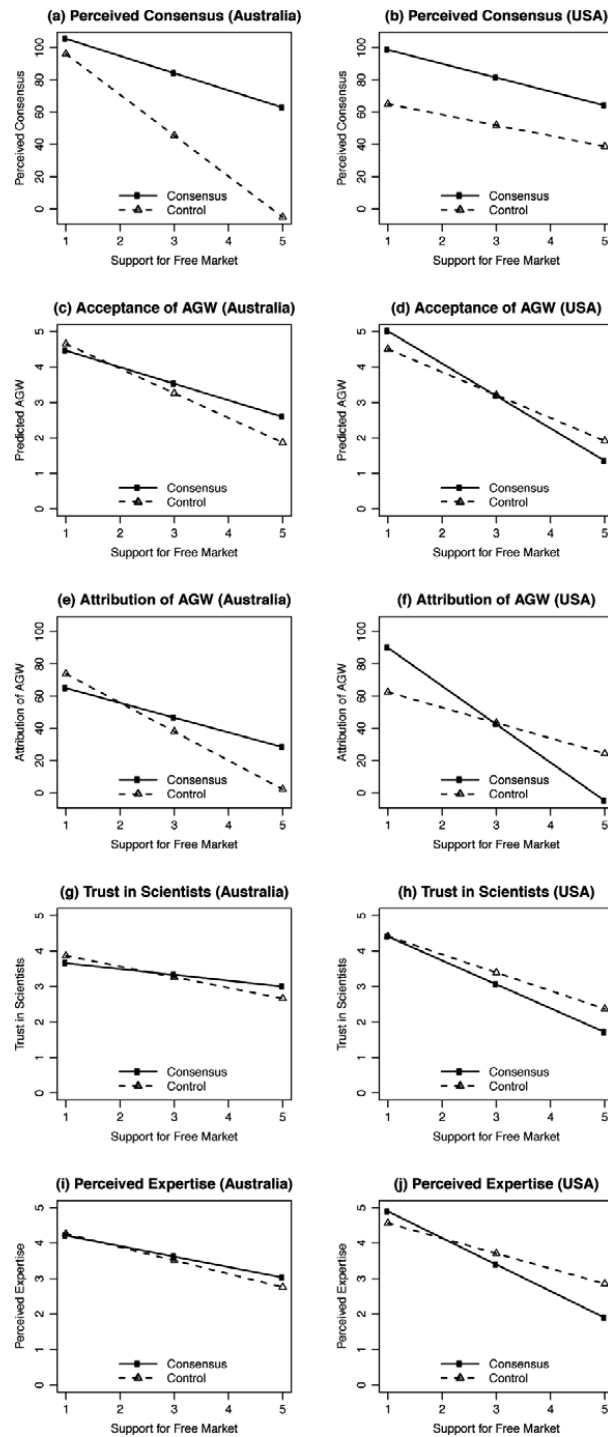 (a) Perceived Consensus (Australia)
Perceived Consensus
100
80
60
40
20
0
Consensus
Control
1 2 3 4 5
Support for Free Market
(b) Perceived Consensus (USA)
Perceived Consensus
100
80
60
40
20
0
Consensus
Control
1 2 3 4 5
Support for Free Market
(c) Acceptance of AGW (Australia)
Predicted AGW
5
4
3
2
1
0
Consensus
Control
1 2 3 4 5
Support for Free Market
(d) Acceptance of AGW (USA)
Predicted AGW
5
4
3
2
1
0
Consensus
Control
1 2 3 4 5
Support for Free Market
(e) Attribution of AGW (Australia)
Attribution of AGW
100
80
60
40
20
0
Consensus
Control
1 2 3 4 5
Support for Free Market
(f) Attribution of AGW (USA)
Attribution of AGW
100
80
60
40
20
0
Consensus
Control
1 2 3 4 5
Support for Free Market
(g) Trust in Scientists (Australia)
Trust in Scientists
5
4
3
2
1
0
Consensus
Control
1 2 3 4 5
Support for Free Market
(h) Trust in Scientists (USA)
Trust in Scientists
5
4
3
2
1
0
Consensus
Control
1 2 3 4 5
Support for Free Market
(i) Perceived Expertise (Australia)
Perceived Expertise
5
4
3
2
1
0
Consensus
Control
1 2 3 4 5
Support for Free Market
(j) Perceived Expertise (USA)
Perceived Expertise
5
4
3
2
1
0
Consensus
Control
1 2 3 4 5
Support for Free Market